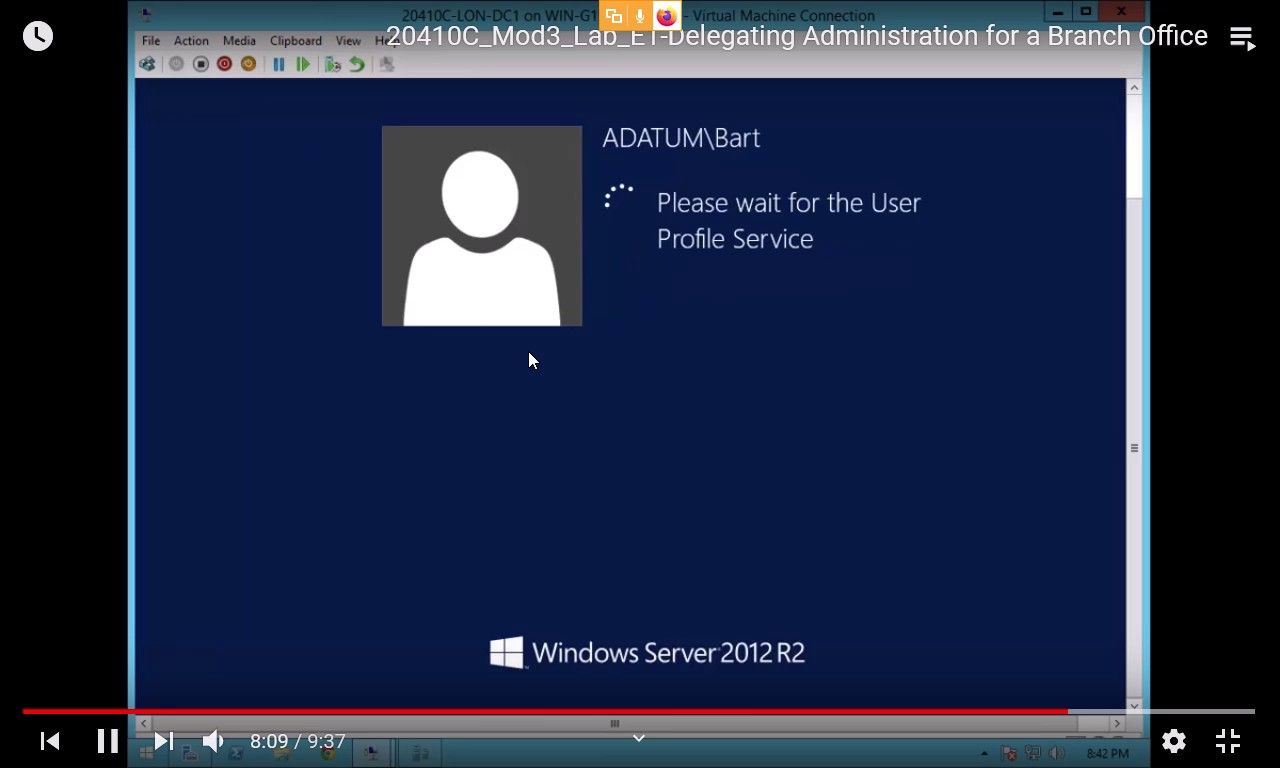 20410C-LON-DC1 on WIN-G1
- Virtual Machine Connection
20410C_Mod3_Lab_E1-Delegating Administration for a Branch Office
File Action Media Clipboard View
ADATUM\Bart
Please wait for the User
Profile Service
Windows Server 2012 R2
8:09 / 9:37
8:42 PM